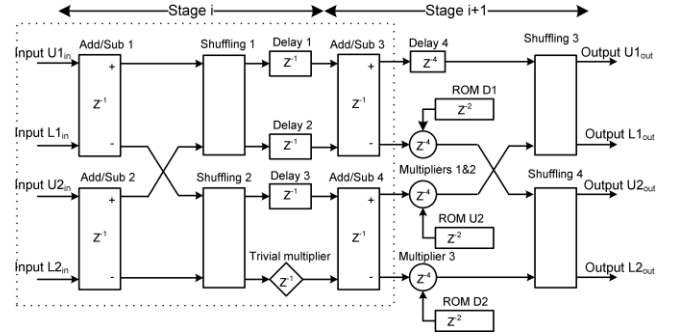 Stage i
Stage i+1
Input U1in
Add/Sub 1
Shuffling 1
Delay 1
Add/Sub 3
Delay 4
Shuffling 3
Output U1out
+
Z-1
+
Z-4
ROM D1
Z-1
Z-1
Z-2
Input L1in
Delay 2
Output L1out
-
Z-1
-
Z-4
Multipliers 1&2
Input U2in
Add/Sub 2
Shuffling 2
Delay 3
Add/Sub 4
Shuffling 4
Output U2out
+
Z-1
+
Z-4
ROM U2
Z-1
Z-1
Z-2
Input L2in
Trivial multiplier
Multiplier 3
Output L2out
-
Z-1
-
Z-4
ROM D2
Z-2